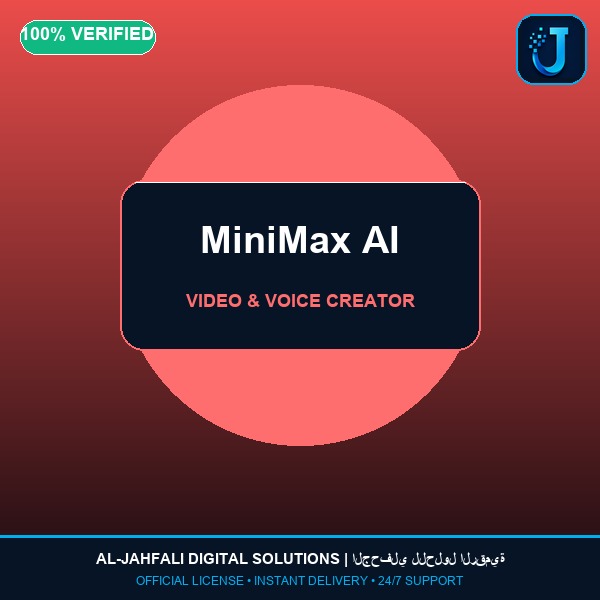 100% VERIFIED
MiniMax AI
VIDEO & VOICE CREATOR
AL-JAHFALI DIGITAL SOLUTIONS | الجحفلي للحلول الرقمية
OFFICIAL LICENSE • INSTANT DELIVERY • 24/7 SUPPORT